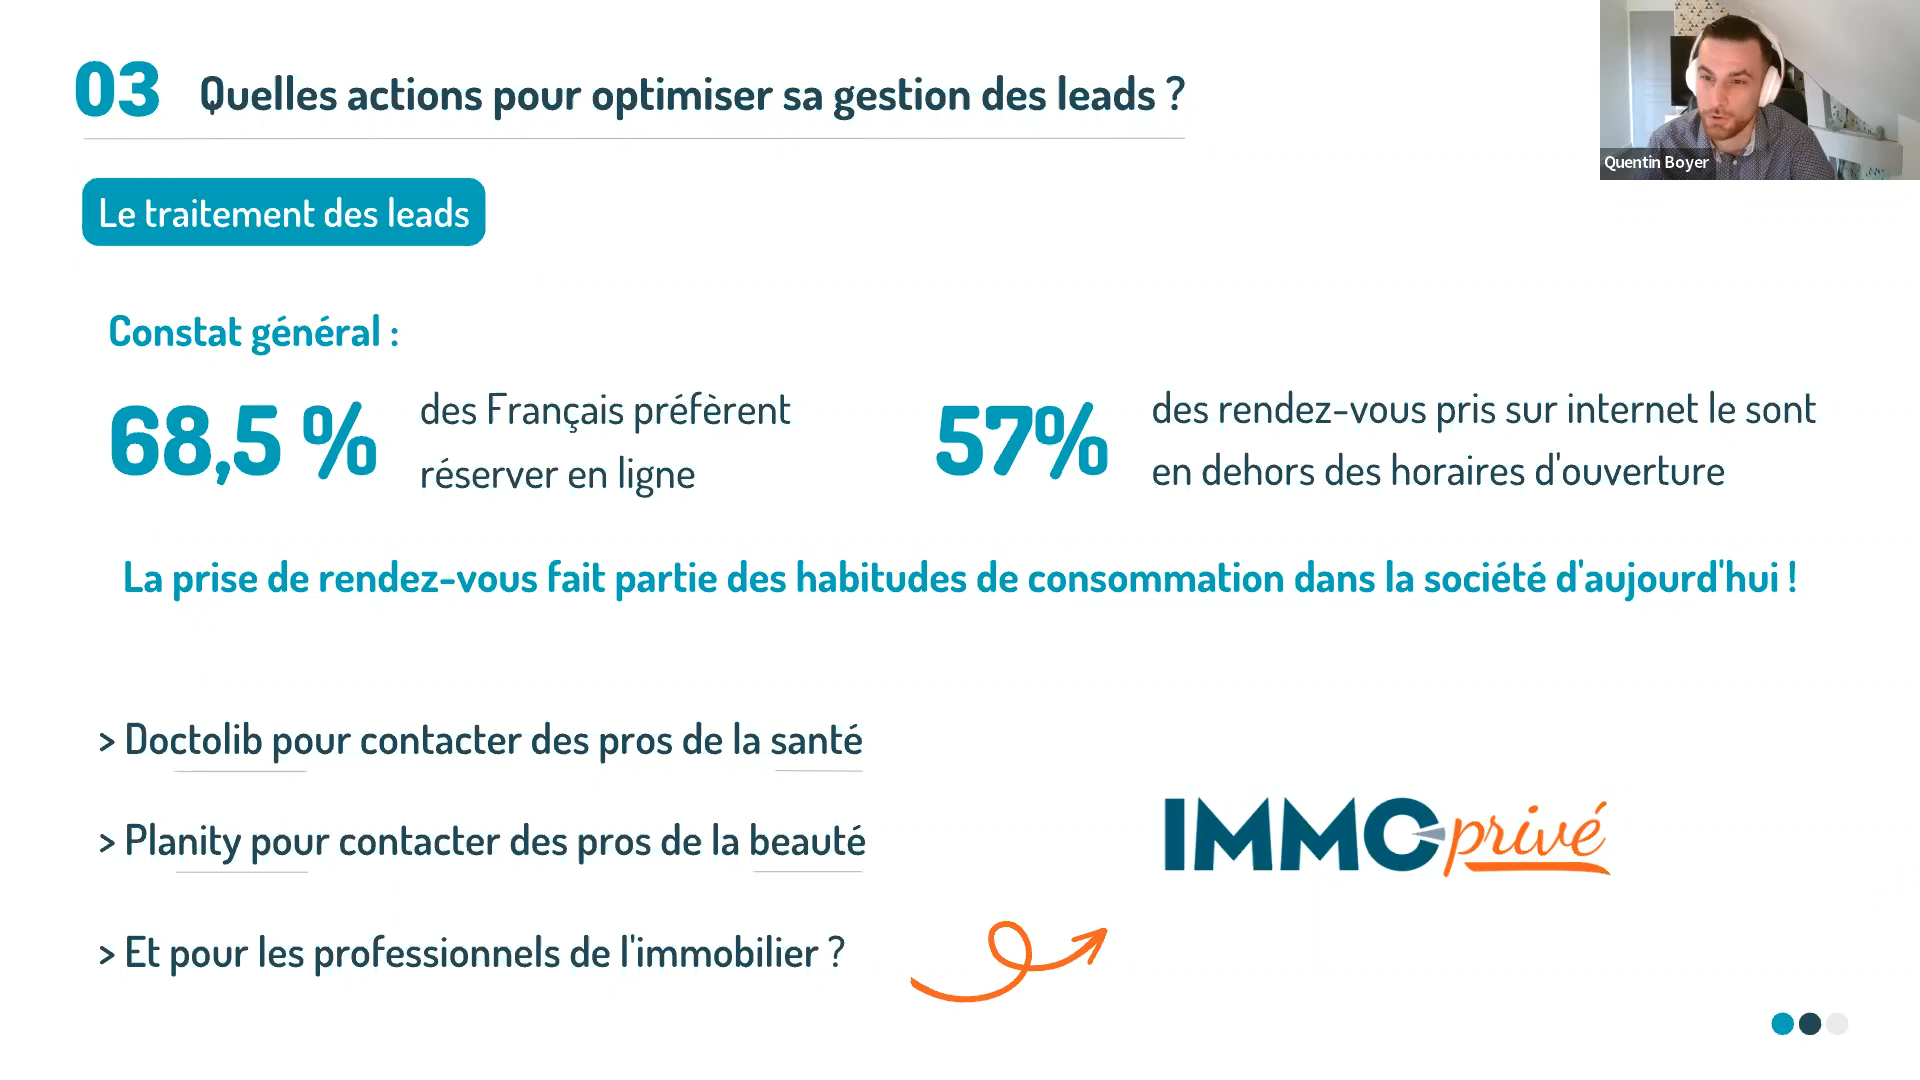 03 Quelles actions pour optimiser sa gestion des leads ?
Quentin Boyer
Le traitement des leads
Constat général :
68,5 %
des Français préfèrent
réserver en ligne
57%
des rendez-vous pris sur internet le sont
en dehors des horaires d'ouverture
La prise de rendez-vous fait partie des habitudes de consommation dans la société d'aujourd'hui !
> Doctolib pour contacter des pros de la santé
> Planity pour contacter des pros de la beauté
> Et pour les professionnels de l'immobilier ?
IMMO privé